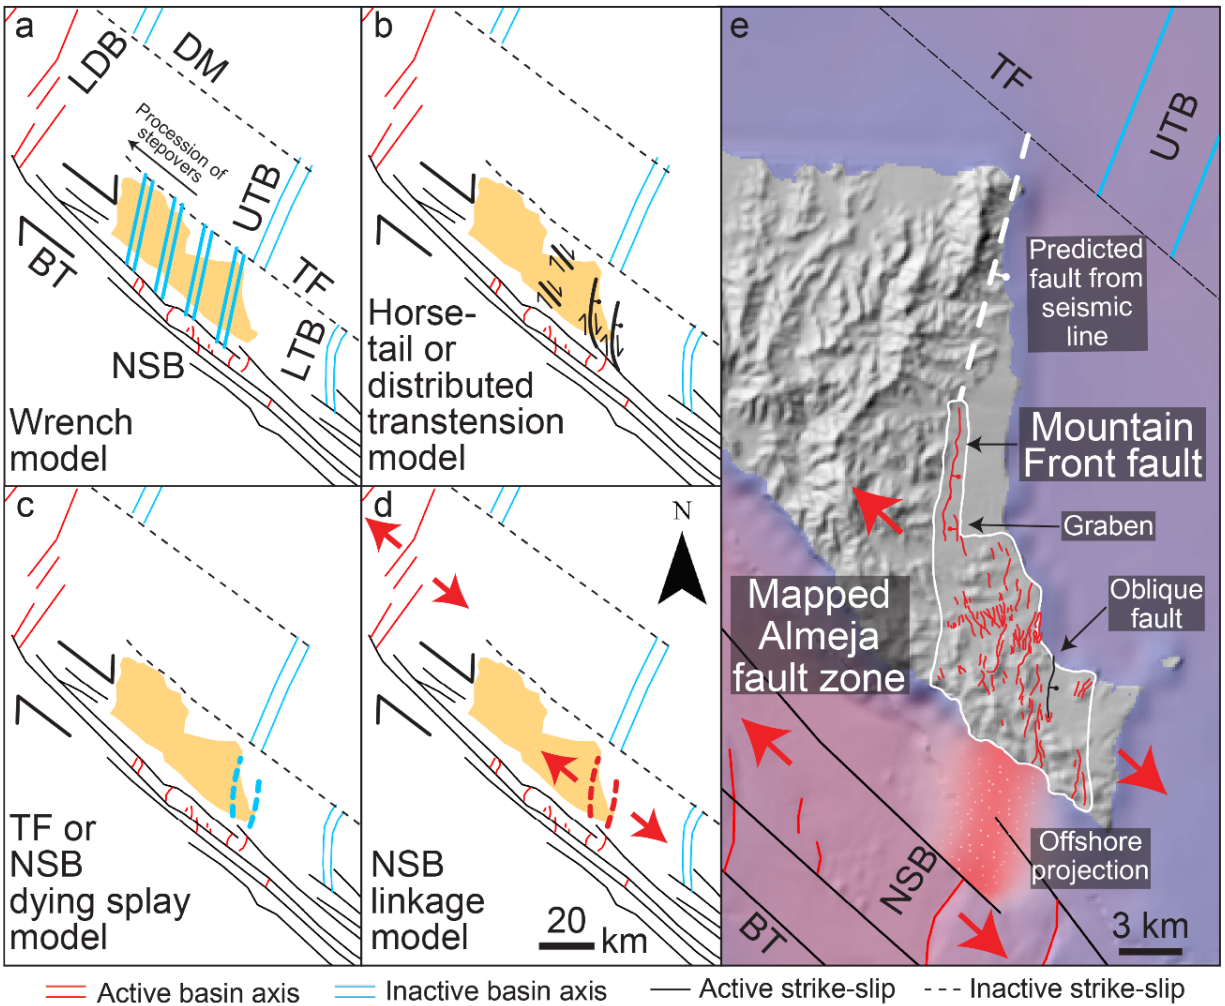 a
LDB
DM
Procession of
stepovers
UTB
BT
TF
LTB
NSB
Wrench
model
b
Horse-
tail or
distributed
transtension
model
c
TF or
NSB
dying splay
model
d
N
NSB
linkage
model
20
km
e
TF
UTB
Predicted
fault from
seismic
line
Mountain
Front fault
Graben
Oblique
fault
Mapped
Almeja
fault zone
Offshore
projection
NSB
BT
3 km
Active basin axis
Inactive basin axis
Active strike-slip
Inactive strike-slip